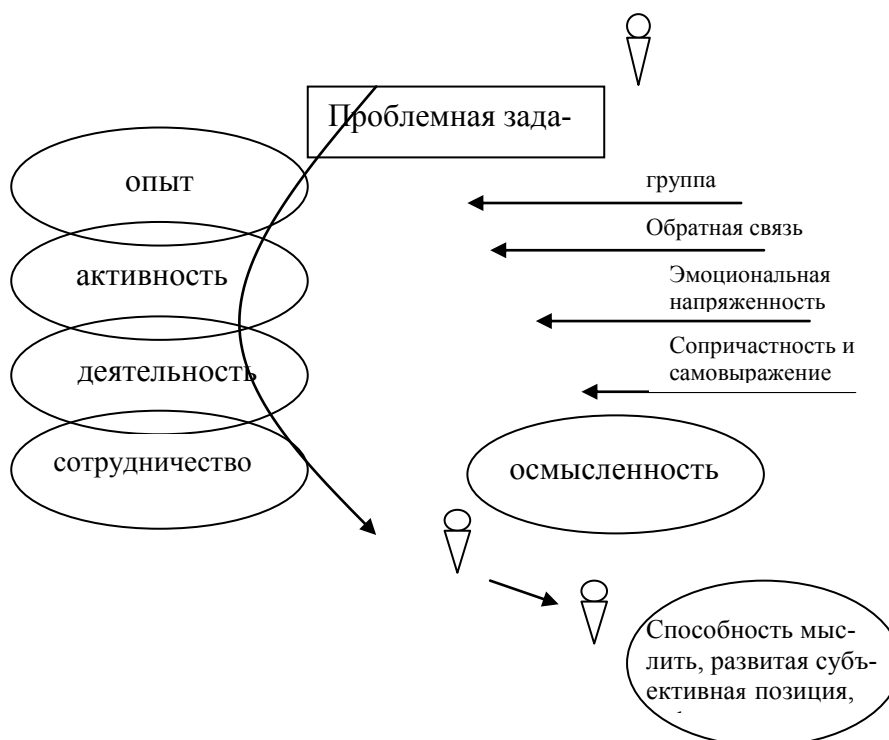 Проблемная зада-
опыт
активность
деятельность
сотрудничество
группа
Обратная связь
Эмоциональная
напряженность
Сопричастность и
самовыражение
осмысленность
Способность мыс-
лить, развитая субъ-
ективная позиция,